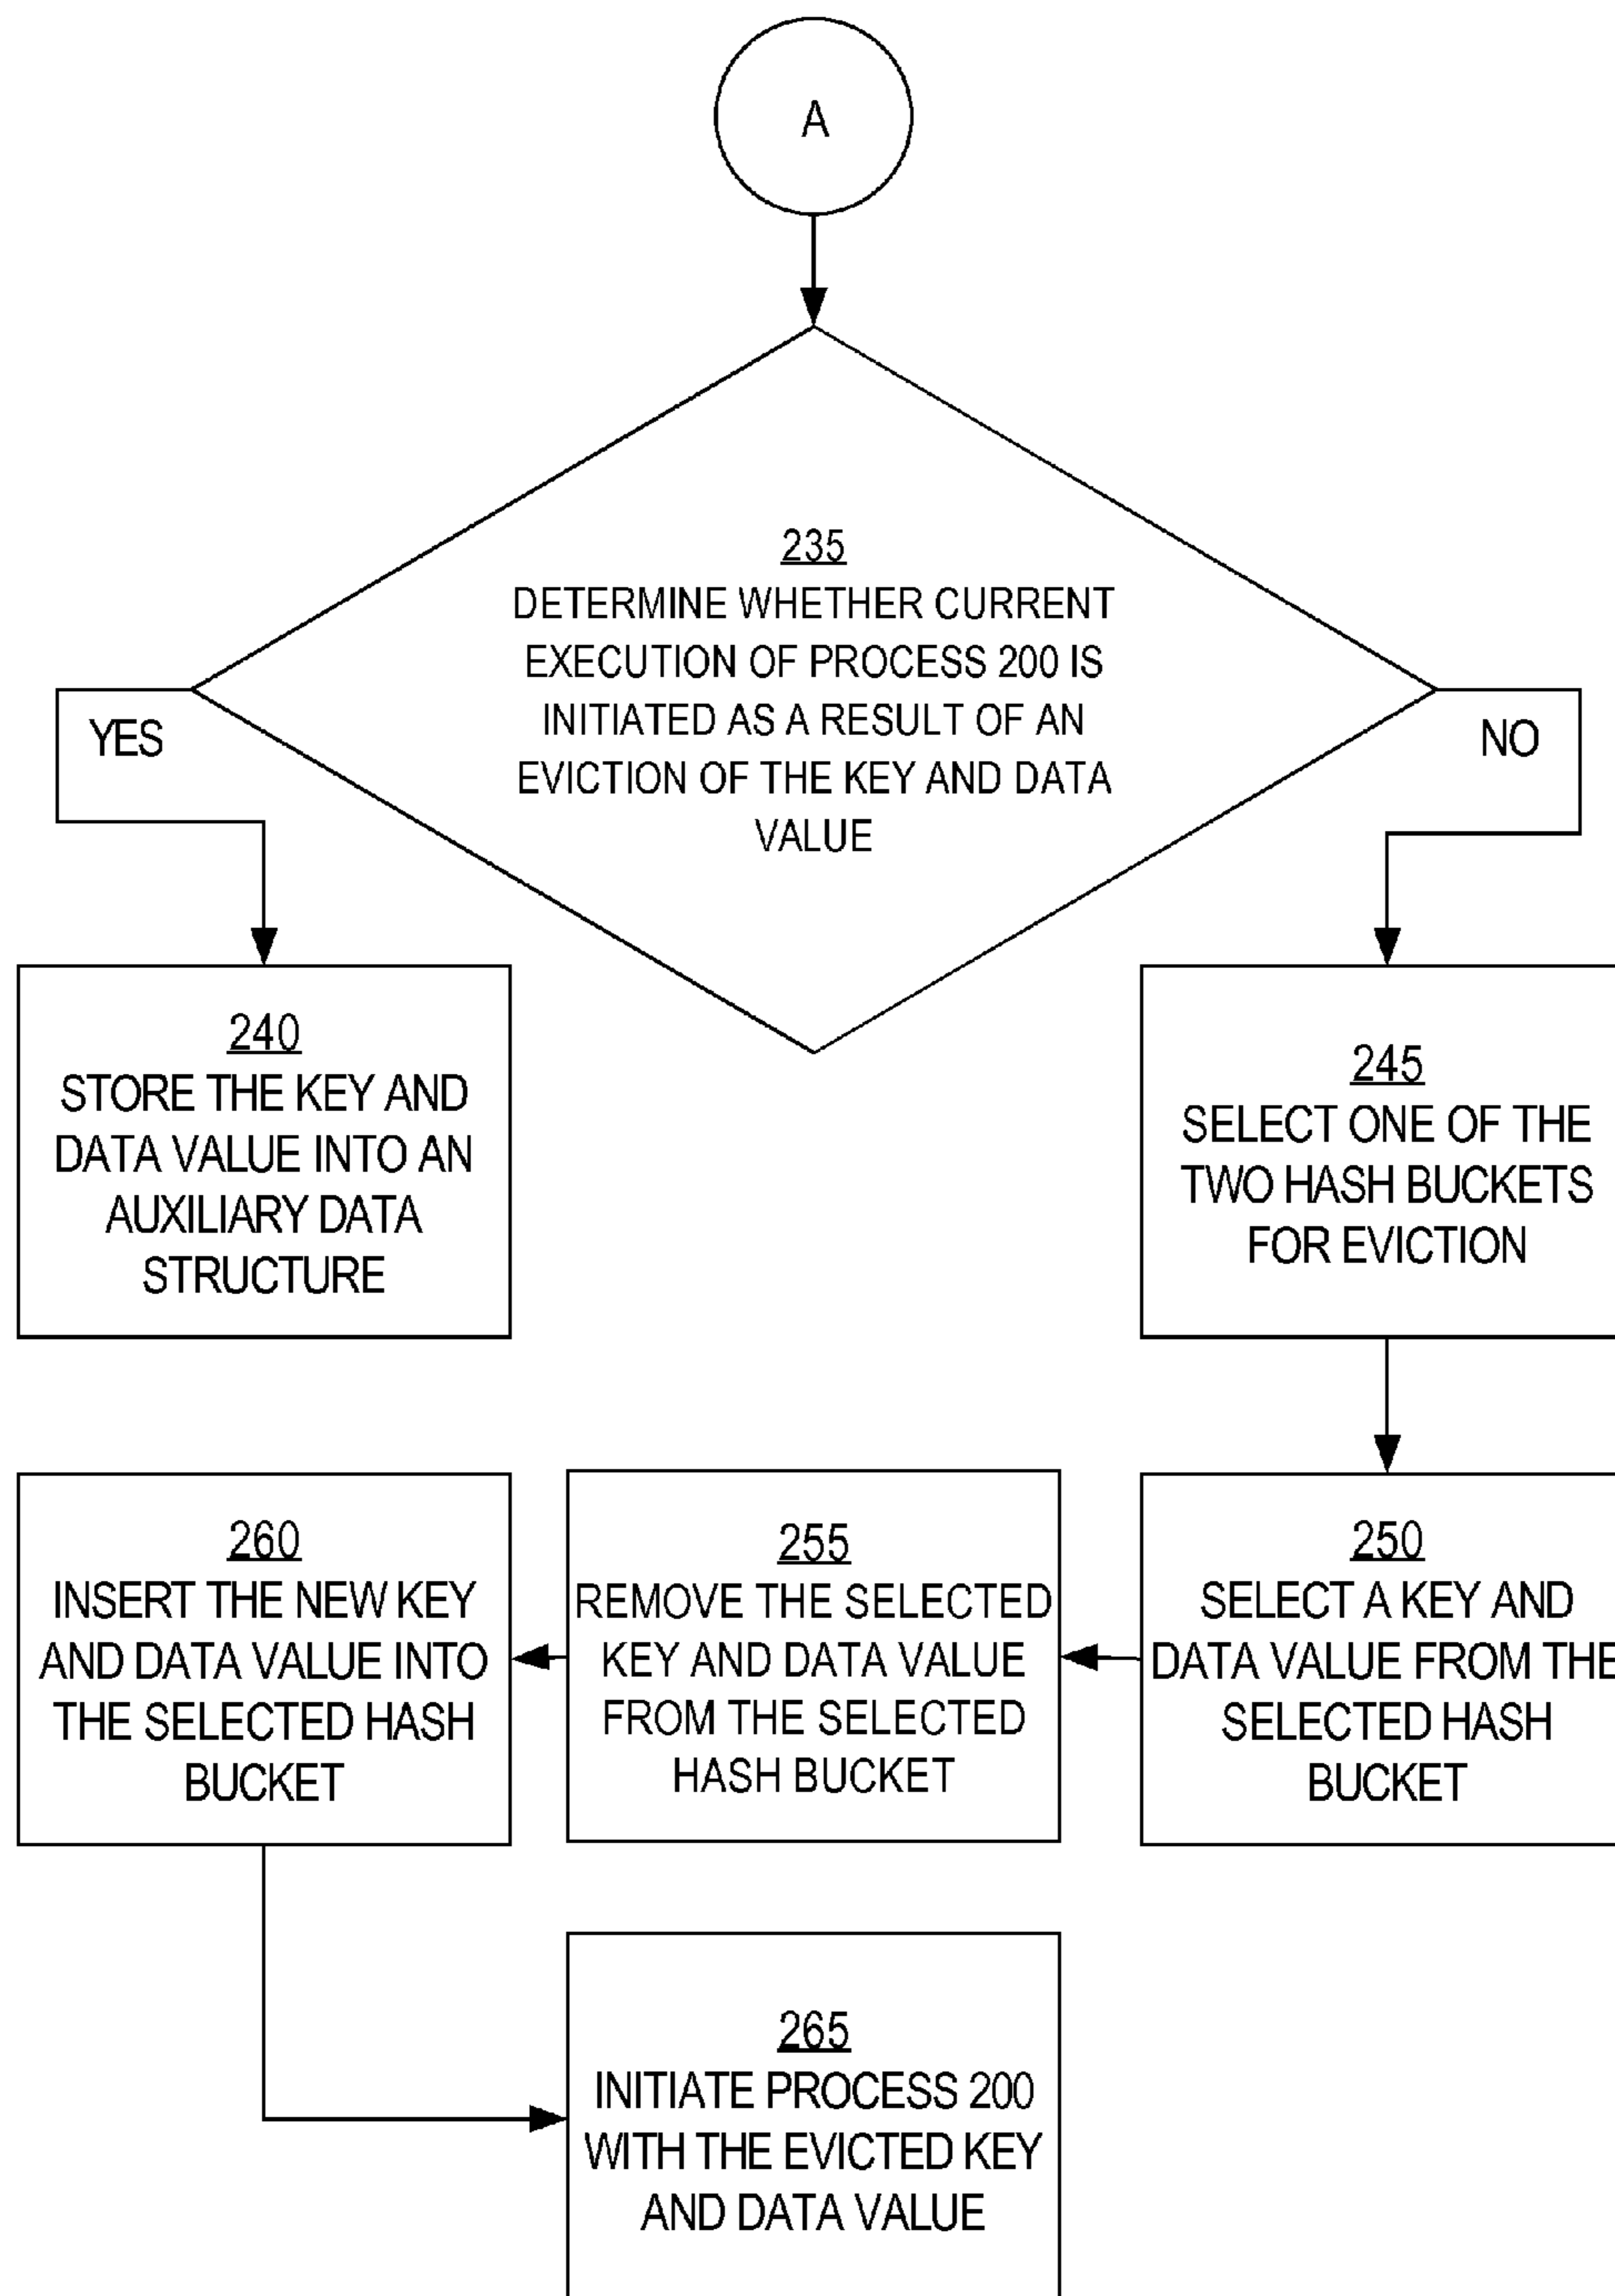 A
235
DETERMINE WHETHER CURRENT
EXECUTION OF PROCESS 200 IS
INITIATED AS A RESULT OF AN
EVICTION OF THE KEY AND DATA
VALUE
YES
NO
240
STORE THE KEY AND
DATA VALUE INTO AN
AUXILIARY DATA
STRUCTURE
245
SELECT ONE OF THE
TWO HASH BUCKETS
FOR EVICTION
250
SELECT A KEY AND
DATA VALUE FROM THE
SELECTED HASH
BUCKET
255
REMOVE THE SELECTED
KEY AND DATA VALUE
FROM THE SELECTED
HASH BUCKET
260
INSERT THE NEW KEY
AND DATA VALUE INTO
THE SELECTED HASH
BUCKET
265
INITIATE PROCESS 200
WITH THE EVICTED KEY
AND DATA VALUE